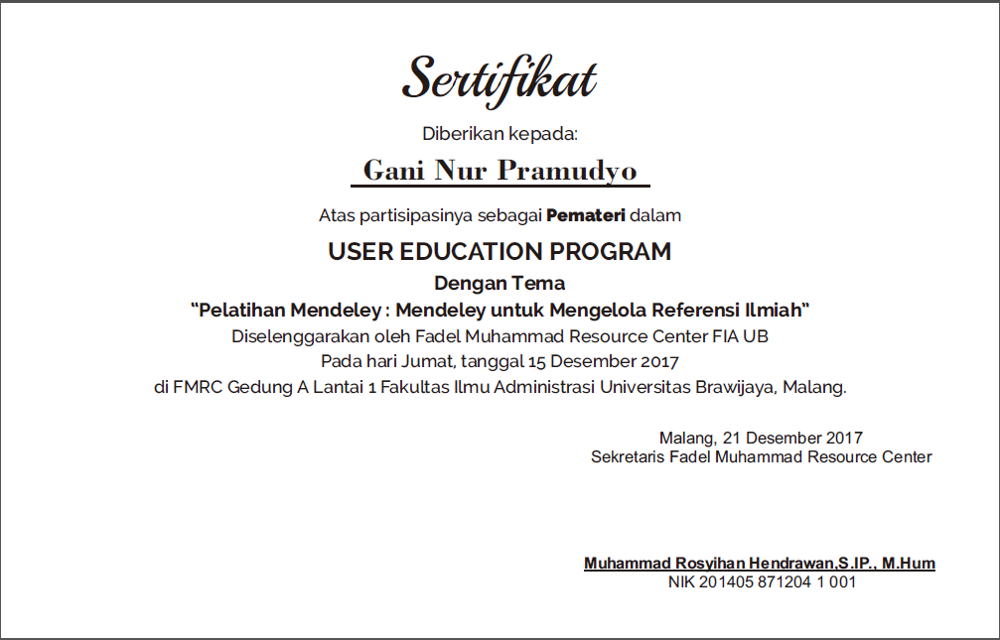 Sertifikat
Diberikan kepada:
Gani Nur Pramudyo
Atas partisipasinya sebagai Pemateri dalam
USER EDUCATION PROGRAM
Dengan Tema
“Pelatihan Mendeley : Mendeley untuk Mengelola Referensi Ilmiah”
Diselenggarakan oleh Fadel Muhammad Resource Center FIA UB
Pada hari Jumat, tanggal 15 Desember 2017
di FMRC Gedung A Lantai 1 Fakultas Ilmu Administrasi Universitas Brawijaya, Malang.
Malang, 21 Desember 2017
Sekretaris Fadel Muhammad Resource Center
Muhammad Rosyihan Hendrawan,S.IP., M.Hum
NIK 201405 871204 1 001